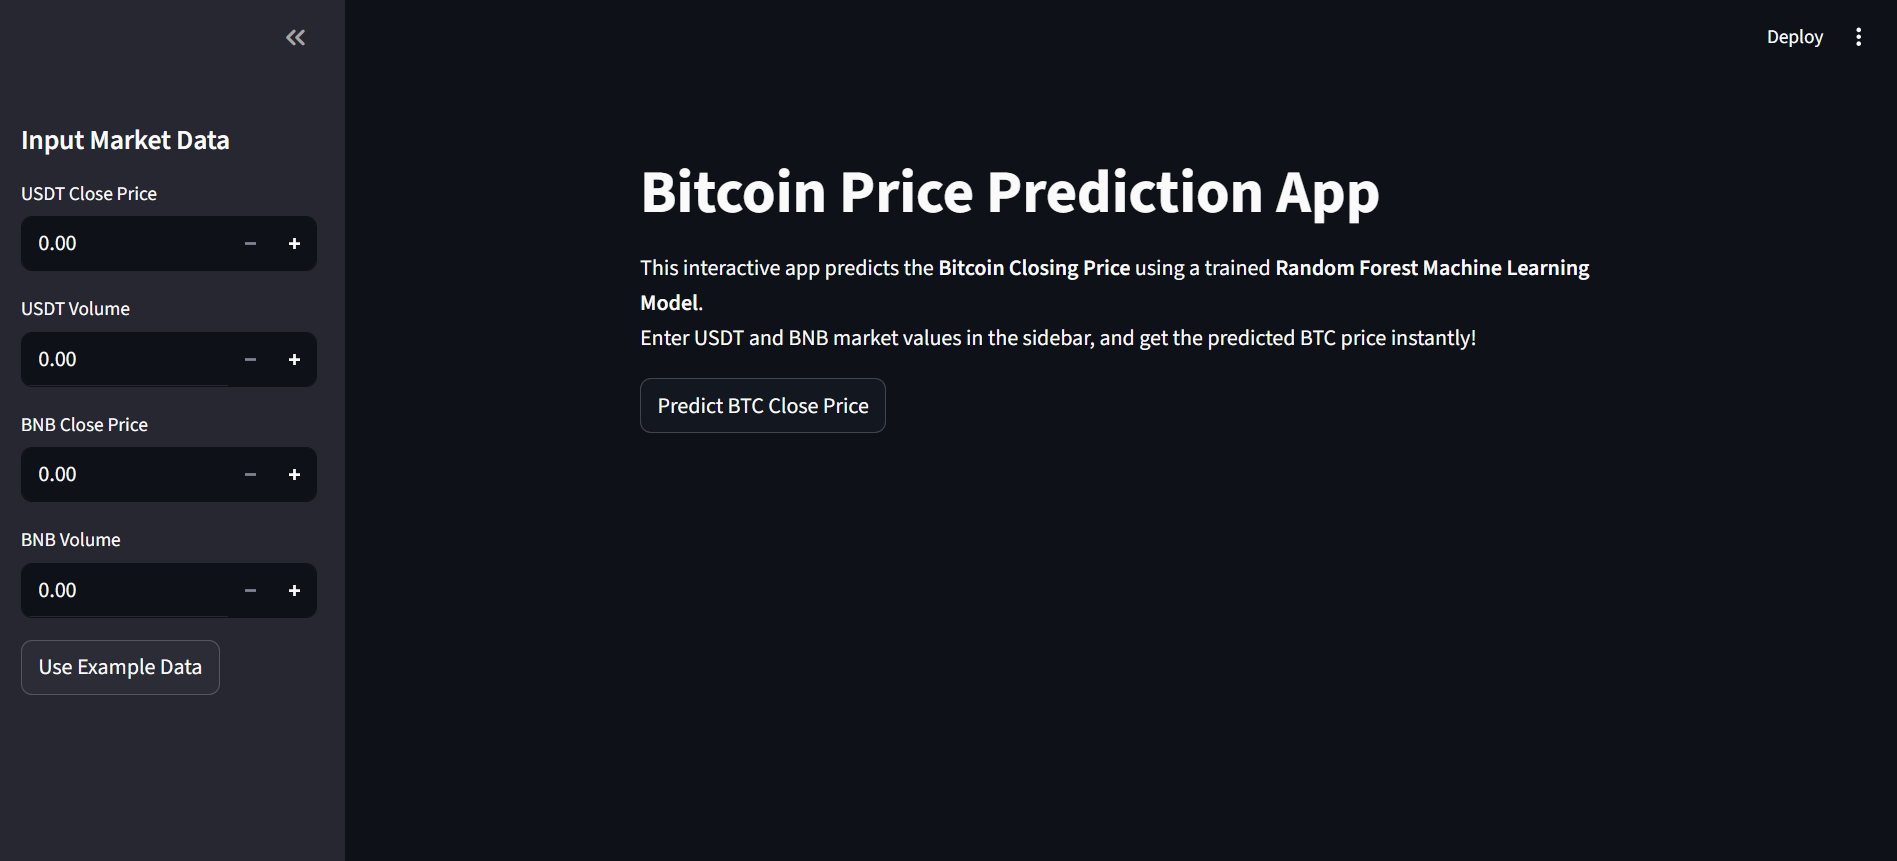 Deploy
Input Market Data
USDT Close Price
0.00
USDT Volume
0.00
BNB Close Price
0.00
BNB Volume
0.00
Use Example Data
Bitcoin Price Prediction App
This interactive app predicts the Bitcoin Closing Price using a trained Random Forest Machine Learning
Model.
Enter USDT and BNB market values in the sidebar, and get the predicted BTC price instantly!
Predict BTC Close Price